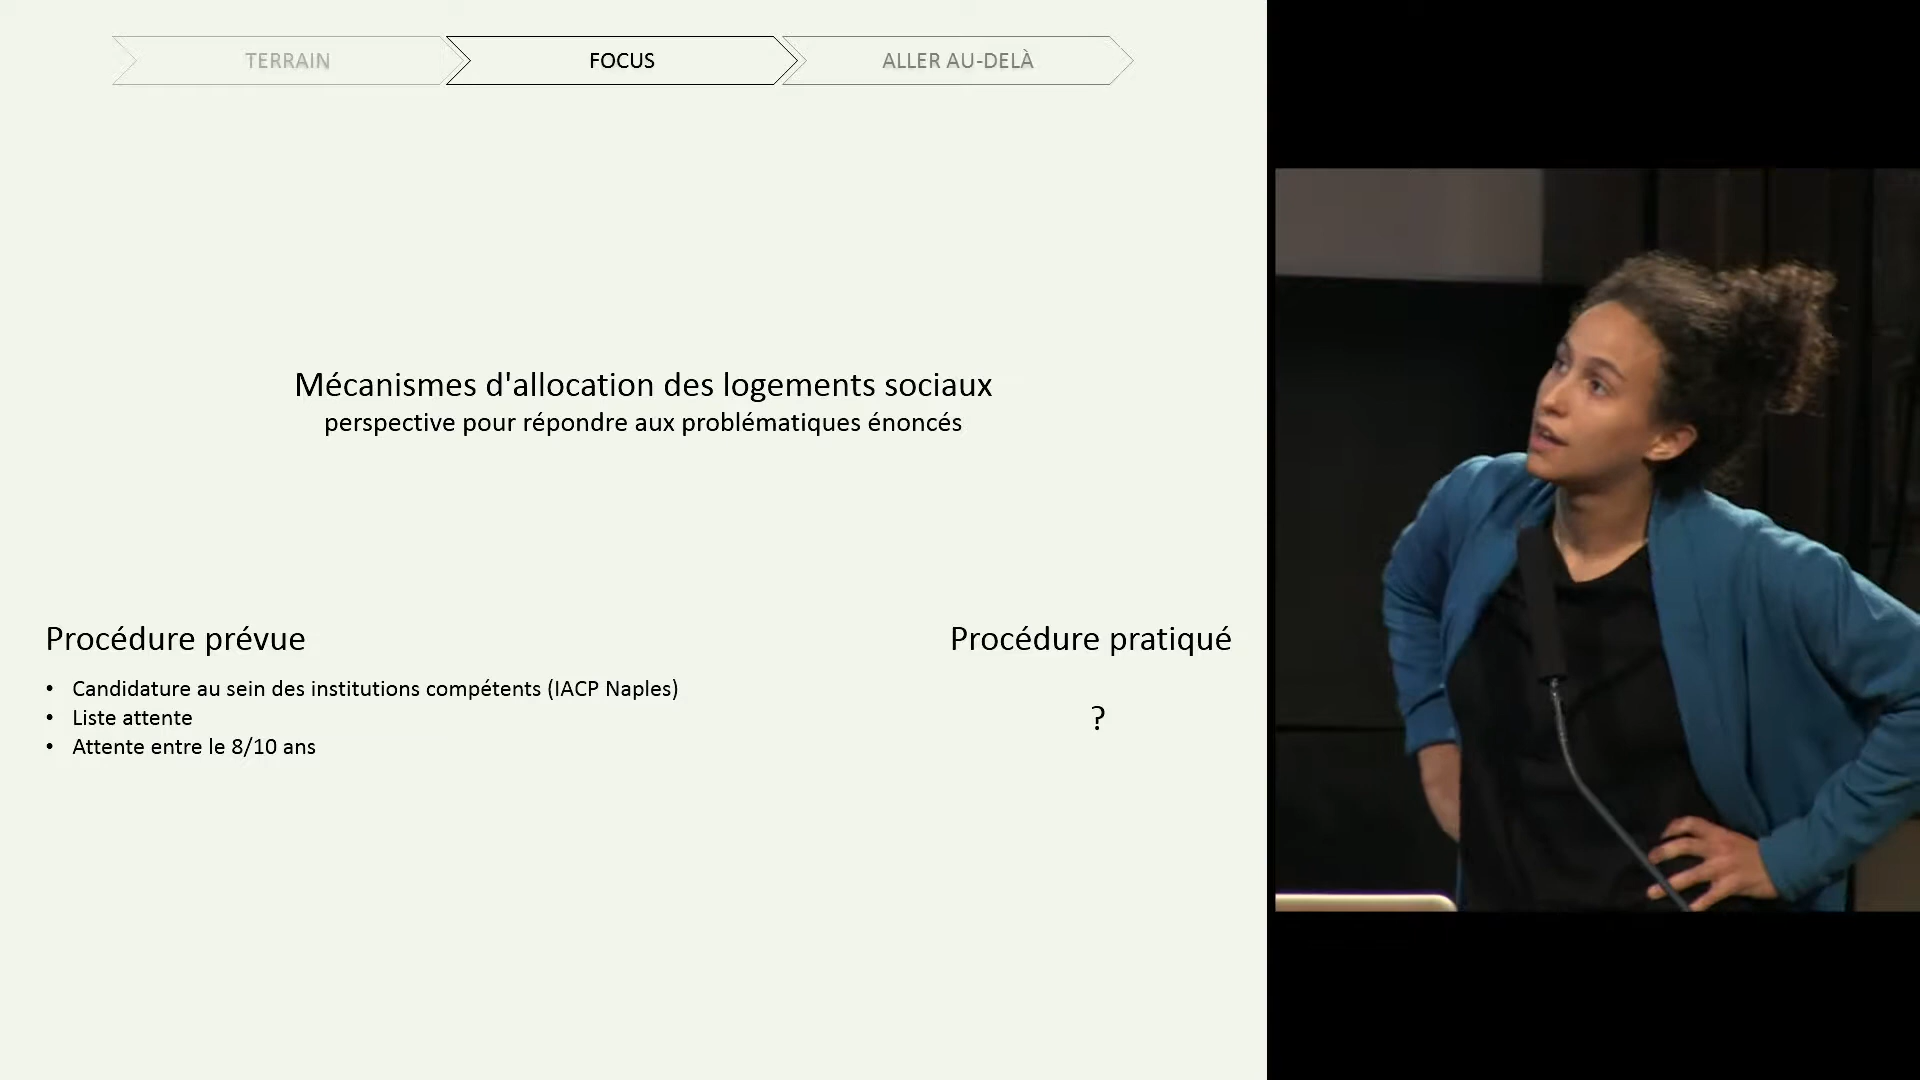 TERRAIN
FOCUS
ALLER AU-DELÀ
Mécanismes d'allocation des logements sociaux
perspective pour répondre aux problématiques énoncés
Procédure prévue
• Candidature au sein des institutions compétents (IACP Naples)
• Liste attente
• Attente entre le 8/10 ans
Procédure pratiqué
?